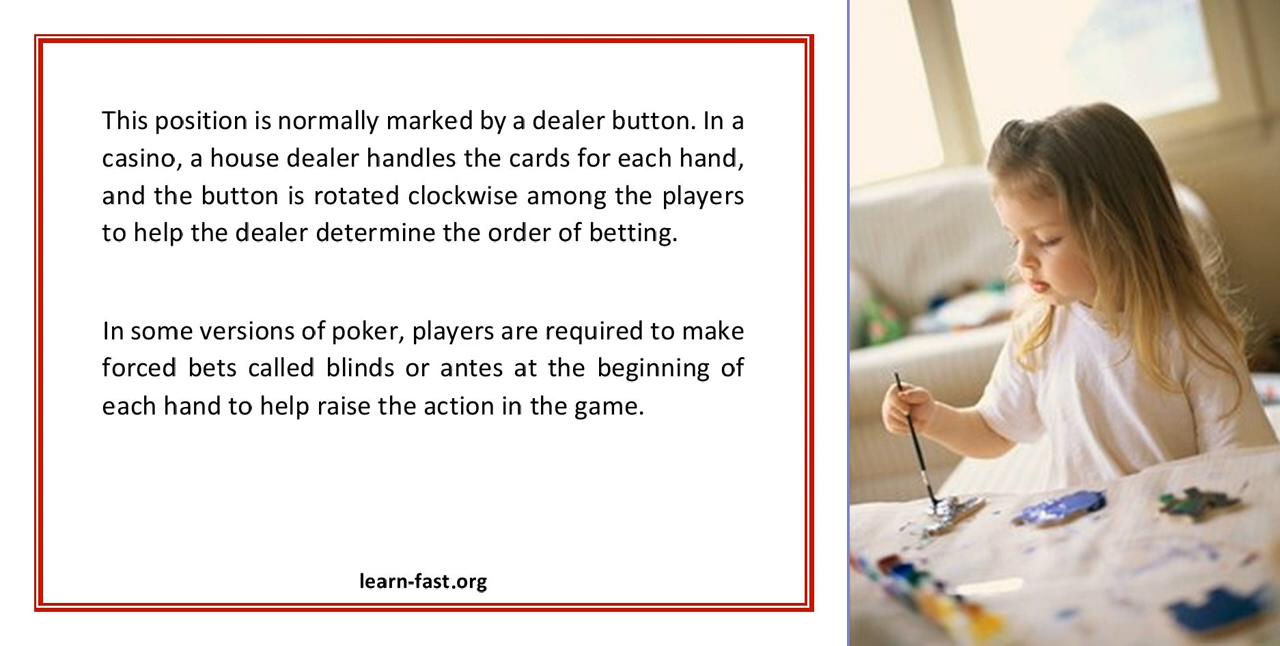 This position is normally marked by a dealer button. In a
casino, a house dealer handles the cards for each hand,
and the button is rotated clockwise among the players
to help the dealer determine the order of betting.
In some versions of poker, players are required to make
forced bets called blinds or antes at the beginning of
each hand to help raise the action in the game.
learn-fast.org